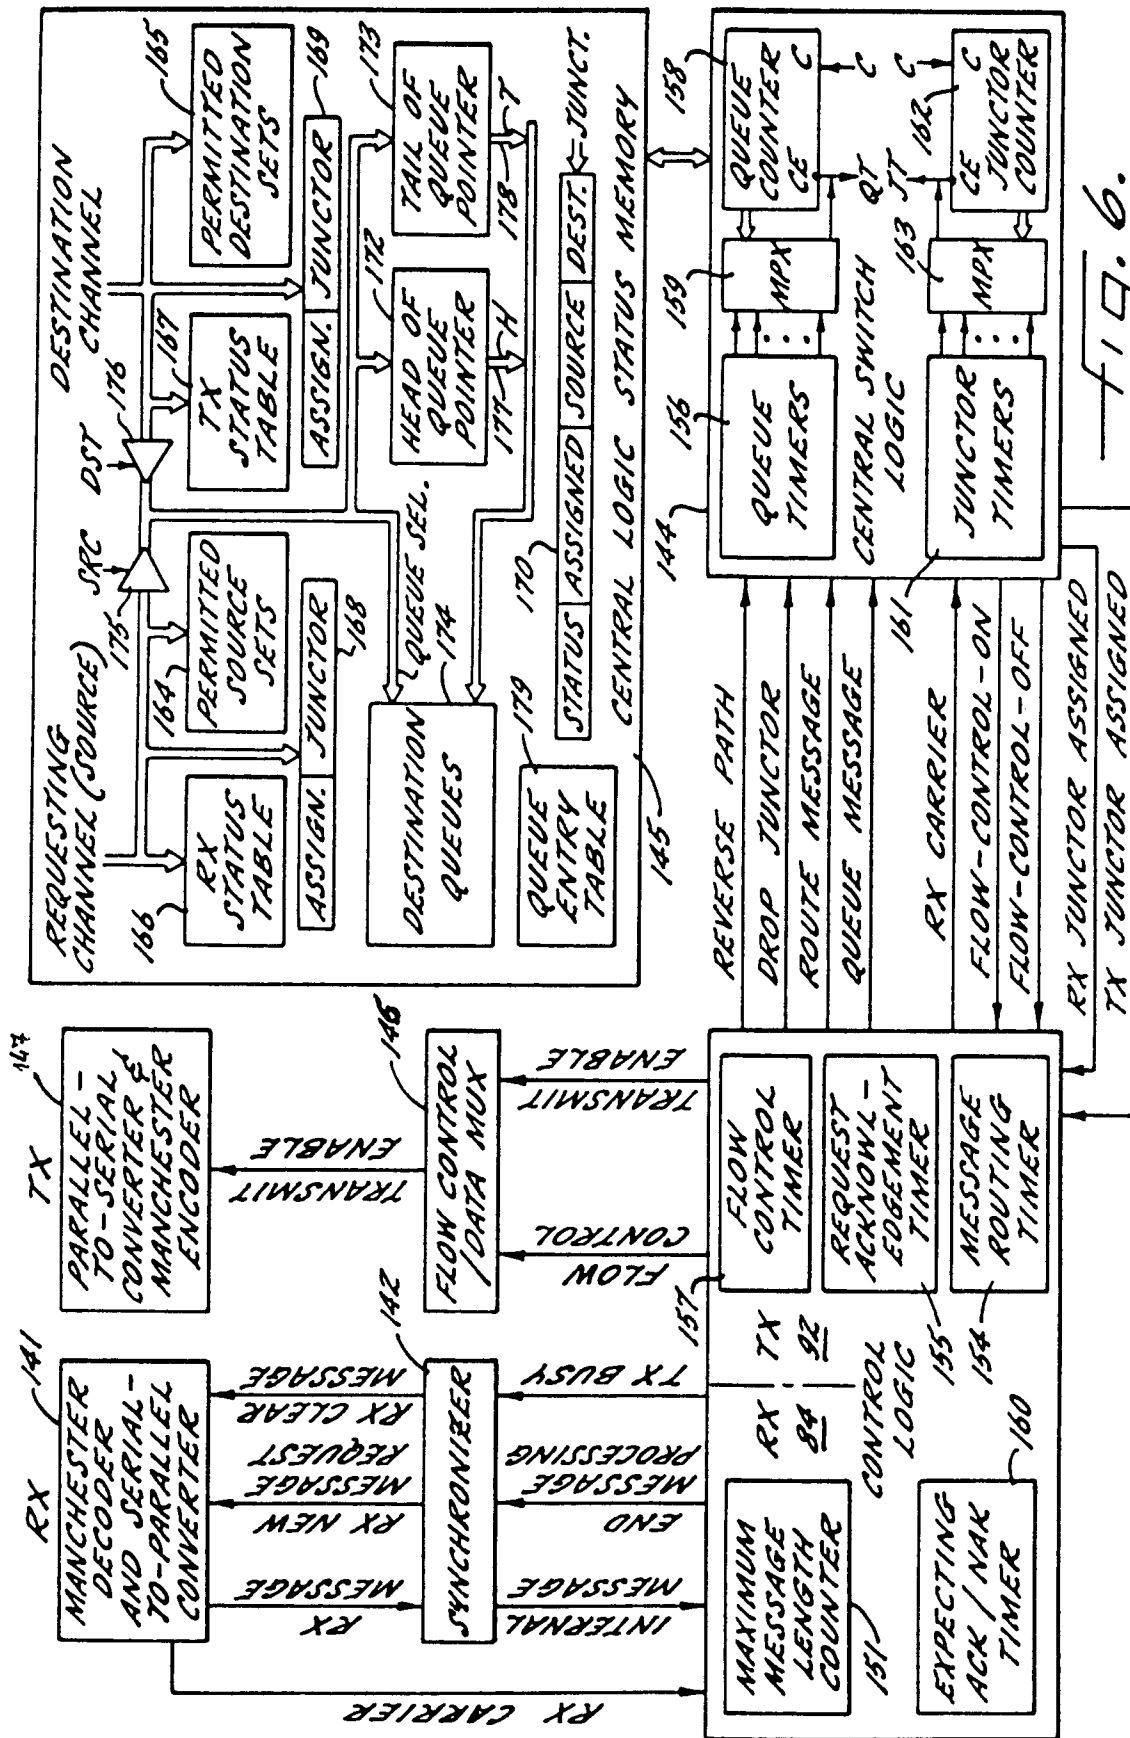 RX
141
MANCHESTER
DECODER
AND SERIAL-
TO-PARALLEL
CONVERTER
TX
147
PARALLEL-
TO-SERIAL
CONVERTER &
MANCHESTER
ENCODER
RX CARRIER
RX
MESSAGE
RX NEW
MESSAGE
REQUEST
RX CLEAR
MESSAGE
TRANSMIT
ENABLE
142
SYNCHRONIZER
146
FLOW CONTROL
/DATA MUX
INTERNAL
MESSAGE
END
MESSAGE
PROCESSING
TX BUSY
FLOW
CONTROL
TRANSMIT
ENABLE
MAXIMUM
MESSAGE
LENGTH
COUNTER
151
EXPECTING
ACK / NAK
TIMER
160
RX
84
TX
92
CONTROL
LOGIC
157
FLOW
CONTROL
TIMER
REQUEST
ACKNOWL-
EDGEMENT
TIMER
155
MESSAGE
ROUTING
TIMER
154
REQUESTING
CHANNEL (SOURCE)
DESTINATION
CHANNEL
175
SRC
DST
176
166
RX
STATUS
TABLE
164
PERMITTED
SOURCE
SETS
167
TX
STATUS
TABLE
165
PERMITTED
DESTINATION
SETS
ASSIGN. JUNCTOR
168
ASSIGN. JUNCTOR
169
QUEUE SEL.
DESTINATION
QUEUES
174
172
HEAD OF
QUEUE
POINTER
173
TAIL OF
QUEUE
POINTER
177
H
178
T
QUEUE
ENTRY
TABLE
179
170
STATUS ASSIGNED SOURCE DEST.
JUNCT.
145
CENTRAL LOGIC STATUS MEMORY
REVERSE PATH
DROP JUNCTOR
ROUTE MESSAGE
QUEUE MESSAGE
RX CARRIER
FLOW-CONTROL-ON
FLOW-CONTROL-OFF
RX JUNCTOR ASSIGNED
TX JUNCTOR ASSIGNED
144
156
QUEUE
TIMERS
159
MPX
158
QUEUE
COUNTER
CE C
QT
C
CENTRAL SWITCH
LOGIC
161
JUNCTOR
TIMERS
163
MPX
JT
C
162
CE C
JUNCTOR
COUNTER
FIG. 6.